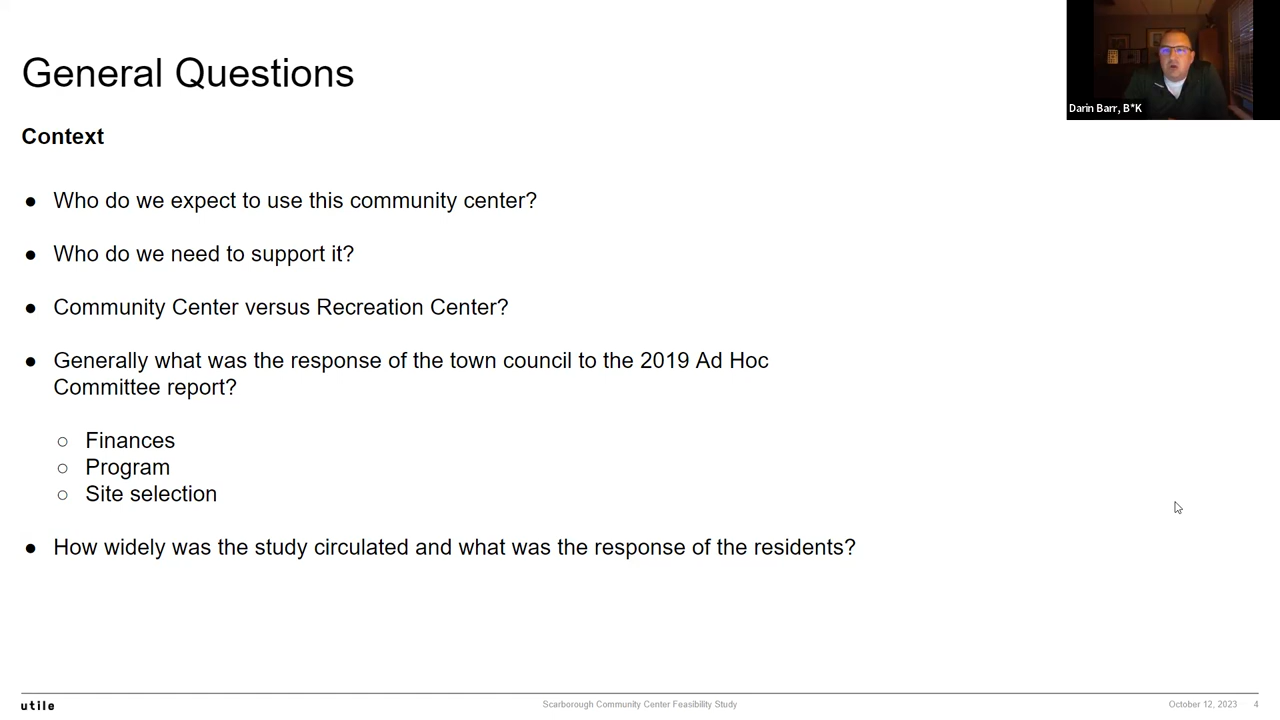 General Questions
Darin Barr, B*K
Context
● Who do we expect to use this community center?
● Who do we need to support it?
● Community Center versus Recreation Center?
● Generally what was the response of the town council to the 2019 Ad Hoc
Committee report?
○ Finances
○ Program
○ Site selection
● How widely was the study circulated and what was the response of the residents?
utile
Scarborough Community Center Feasibility Study
October 12, 2023 4